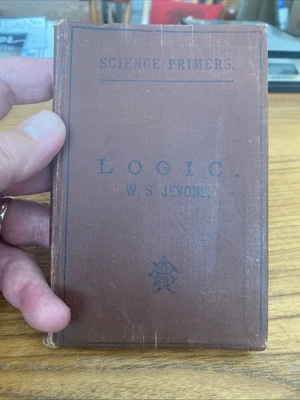 SCIENCE PRIMERS.
LOGIC.
W. S. JEVONS.